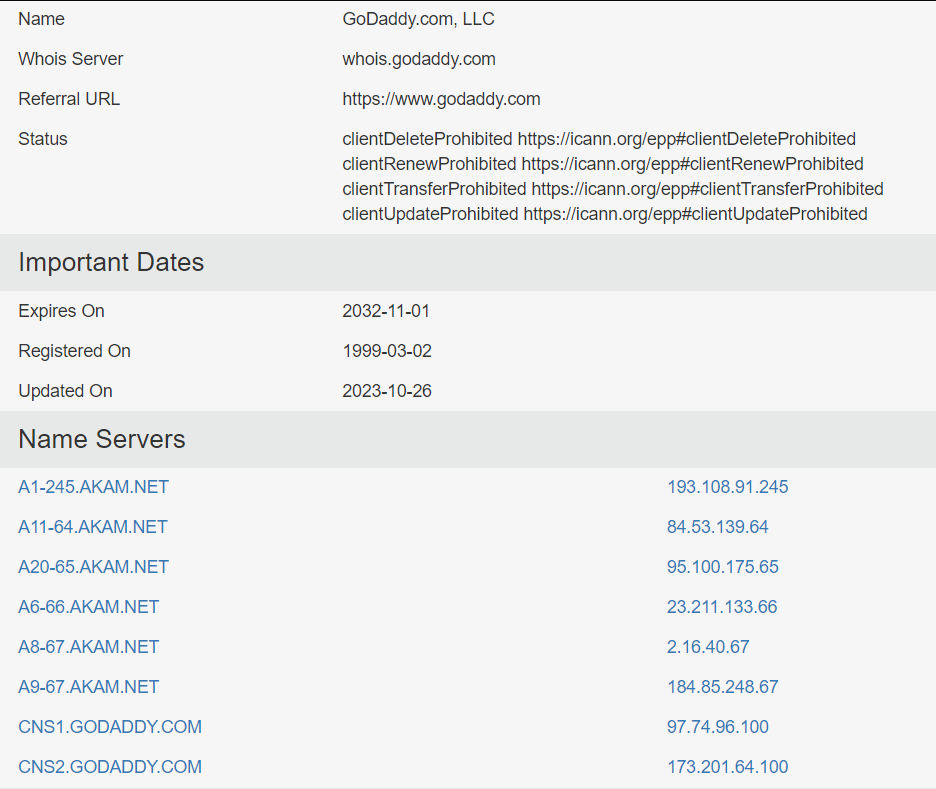 Name GoDaddy.com, LLC
Whois Server whois.godaddy.com
Referral URL https://www.godaddy.com
Status clientDeleteProhibited https://icann.org/epp#clientDeleteProhibited
clientRenewProhibited https://icann.org/epp#clientRenewProhibited
clientTransferProhibited https://icann.org/epp#clientTransferProhibited
clientUpdateProhibited https://icann.org/epp#clientUpdateProhibited
Important Dates
Expires On 2032-11-01
Registered On 1999-03-02
Updated On 2023-10-26
Name Servers
A1-245.AKAM.NET 193.108.91.245
A11-64.AKAM.NET 84.53.139.64
A20-65.AKAM.NET 95.100.175.65
A6-66.AKAM.NET 23.211.133.66
A8-67.AKAM.NET 2.16.40.67
A9-67.AKAM.NET 184.85.248.67
CNS1.GODADDY.COM 97.74.96.100
CNS2.GODADDY.COM 173.201.64.100